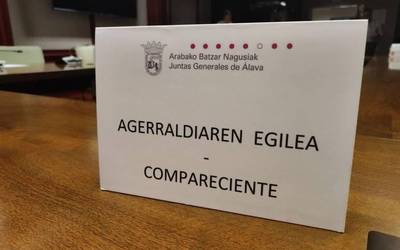 Arabako Batzar Nagusiak
Juntas Generales de Álava
AGERRALDIAREN EGILEA
-
COMPARECIENTE